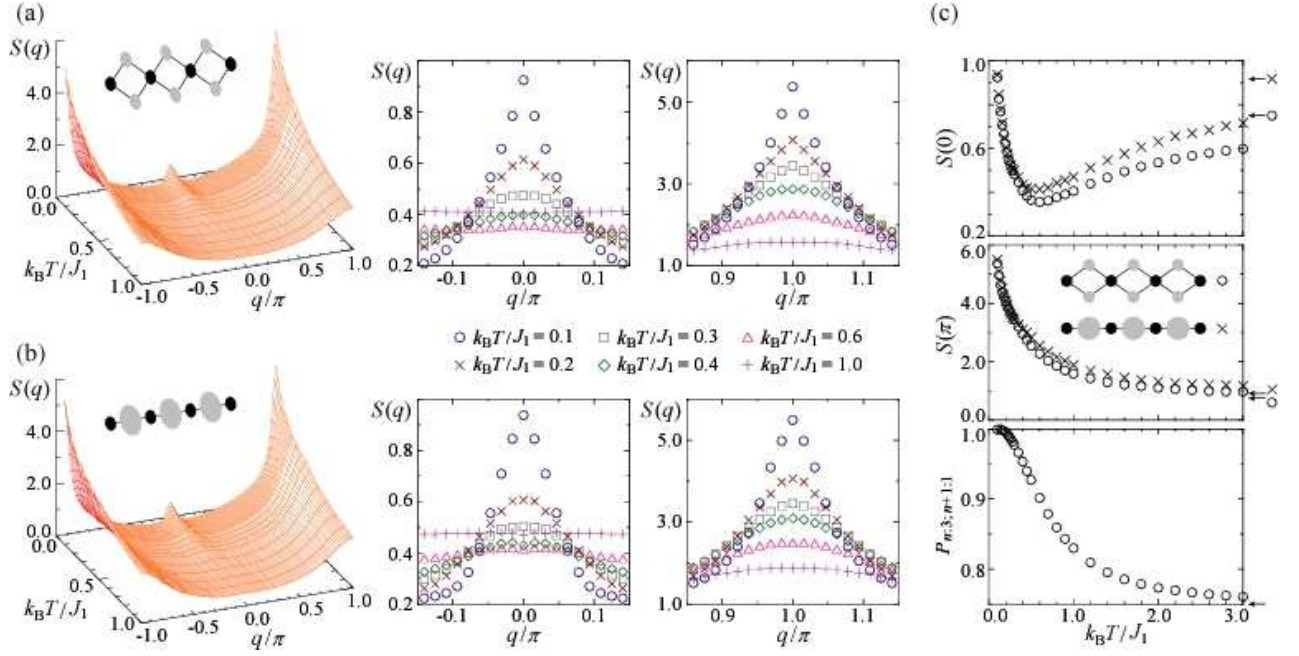 (a)
S(q)
4.0
2.0
0.0
0.0
0.5
1.0
k_BT/J_1
-1.0
-0.5
0.0
0.5
1.0
q/π
S(q)
0.8
0.6
0.4
0.2
-0.1
0.0
0.1
q/π
S(q)
5.0
3.0
1.0
0.9
1.0
1.1
q/π
k_BT/J_1 = 0.1
k_BT/J_1 = 0.3
k_BT/J_1 = 0.6
k_BT/J_1 = 0.2
k_BT/J_1 = 0.4
k_BT/J_1 = 1.0
(b)
S(q)
4.0
2.0
0.0
0.0
0.5
1.0
k_BT/J_1
-1.0
-0.5
0.0
0.5
1.0
q/π
S(q)
0.8
0.6
0.4
0.2
-0.1
0.0
0.1
q/π
S(q)
5.0
3.0
1.0
0.9
1.0
1.1
q/π
(c)
1.0
0.6
0.2
S(0)
6.0
4.0
2.0
0.0
S(π)
1.0
0.9
0.8
P_{n:3;n+1:1}
0.0
1.0
2.0
3.0
k_BT/J_1